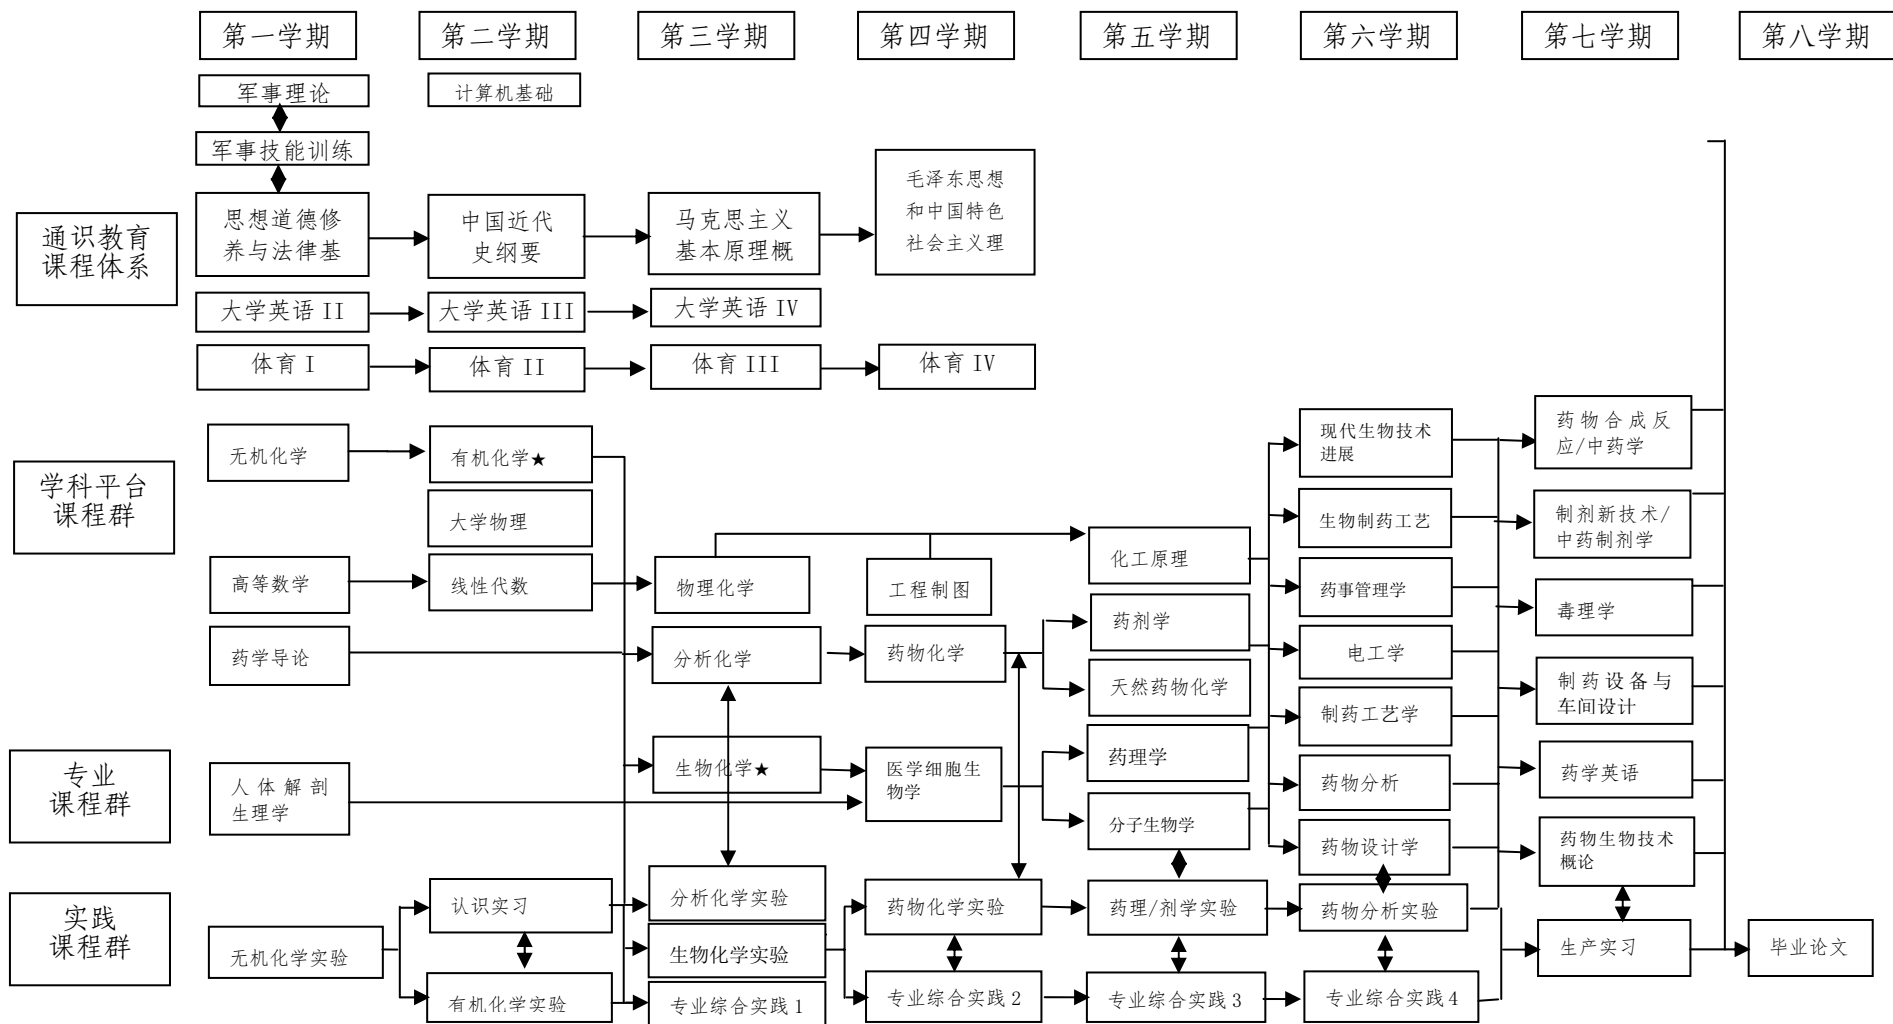 第一学期
第二学期
第三学期
第四学期
第五学期
第六学期
第七学期
第八学期
军事理论
计算机基础
军事技能训练
通识教育
课程体系
思想道德修
养与法律基
中国近代
史纲要
马克思主义
基本原理概
毛泽东思想
和中国特色
社会主义理
大学英语 II
大学英语 III
大学英语 IV
体育 I
体育 II
体育 III
体育 IV
学科平台
课程群
无机化学
有机化学★
大学物理
高等数学
线性代数
物理化学
工程制图
化工原理
药学导论
分析化学
药物化学
药剂学
天然药物化学
现代生物技术
进展
生物制药工艺
药事管理学
电工学
制药工艺学
药物分析
药物设计学
药物合成反
应/中药学
制剂新技术/
中药制剂学
毒理学
制药设备与
车间设计
药学英语
药物生物技术
概论
专业
课程群
人体解剖
生理学
生物化学★
医学细胞生
物学
药理学
分子生物学
实践
课程群
无机化学实验
认识实习
有机化学实验
分析化学实验
生物化学实验
专业综合实践 1
药物化学实验
专业综合实践 2
药理/剂学实验
专业综合实践 3
药物分析实验
专业综合实践 4
生产实习
毕业论文